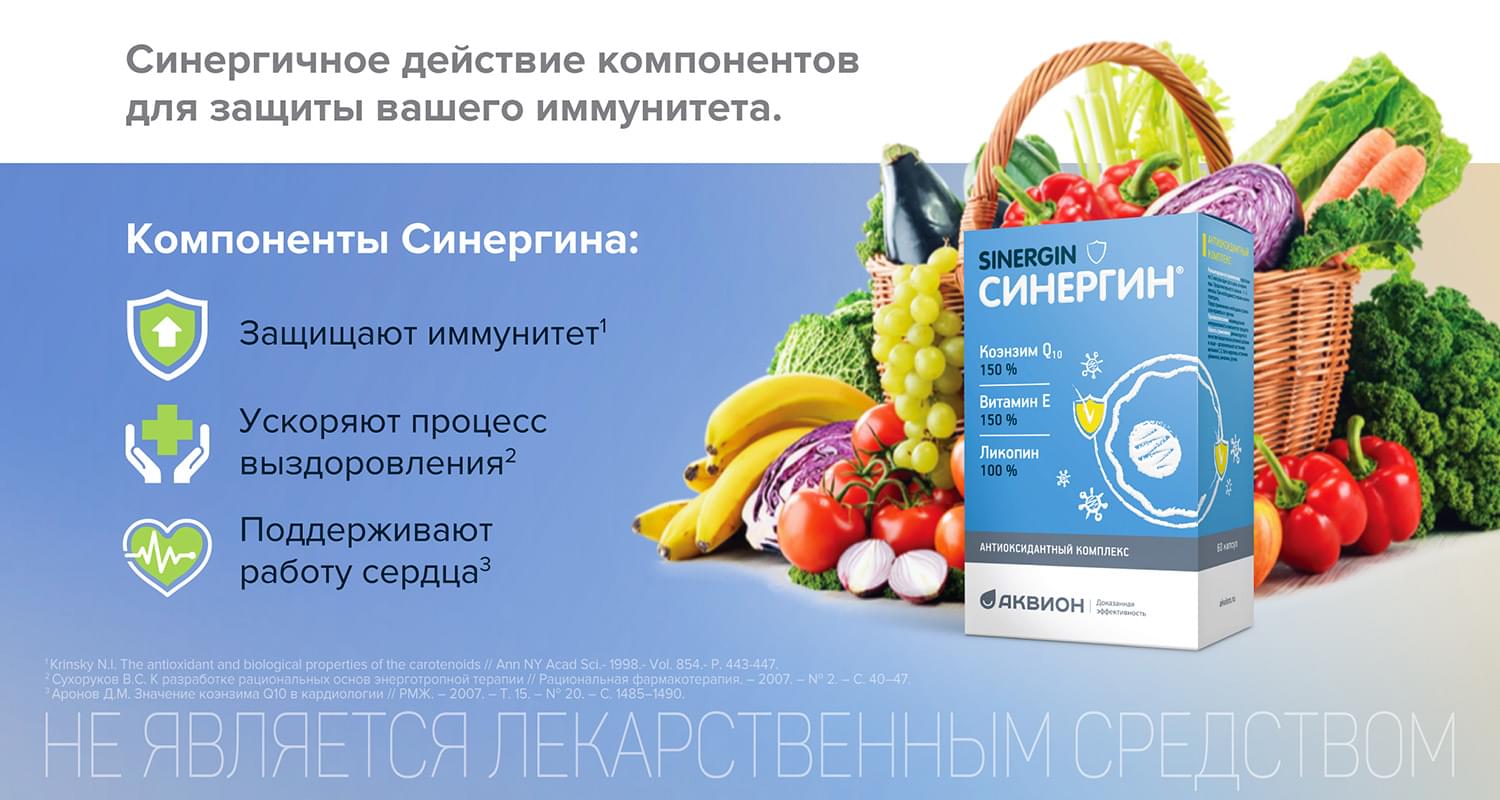 Синергичное действие компонентов
для защиты вашего иммунитета.
Компоненты Синергина:
Защищают иммунитет¹
Ускоряют процесс
выздоровления²
Поддерживают
работу сердца³
SINERGIN
СИНЕРГИН®
Коэнзим Q₁₀
150 %
Витамин Е
150 %
Ликопин
100 %
АНТИОКСИДАНТНЫЙ КОМПЛЕКС
АКВИОН
Доказанная
эффективность
АНТИОКСИДАНТНЫЙ
КОМПЛЕКС
60 капсул
akvion.ru
¹ Krinsky N.I. The antioxidant and biological properties of the carotenoids // Ann NY Acad Sci.- 1998.- Vol. 854.- P. 443-447.
² Сухоруков В.С. К разработке рациональных основ энерготропной терапии // Рациональная фармакотерапия. – 2007. – № 2. – С. 40–47.
³ Аронов Д.М. Значение коэнзима Q10 в кардиологии // РМЖ. – 2007. – Т. 15. – № 20. – С. 1485–1490.
НЕ ЯВЛЯЕТСЯ ЛЕКАРСТВЕННЫМ СРЕДСТВОМ